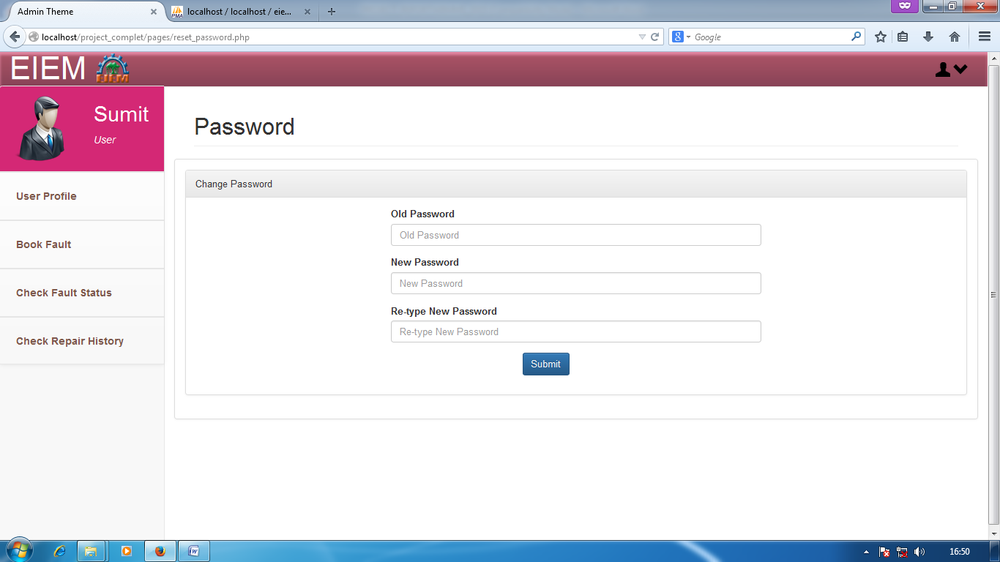 Admin Theme
localhost / localhost / eie...
localhost/project_complet/pages/reset_password.php
Google
EIEM
EIEM
Sumit
User
User Profile
Book Fault
Check Fault Status
Check Repair History
Password
Change Password
Old Password
Old Password
New Password
New Password
Re-type New Password
Re-type New Password
Submit
16:50